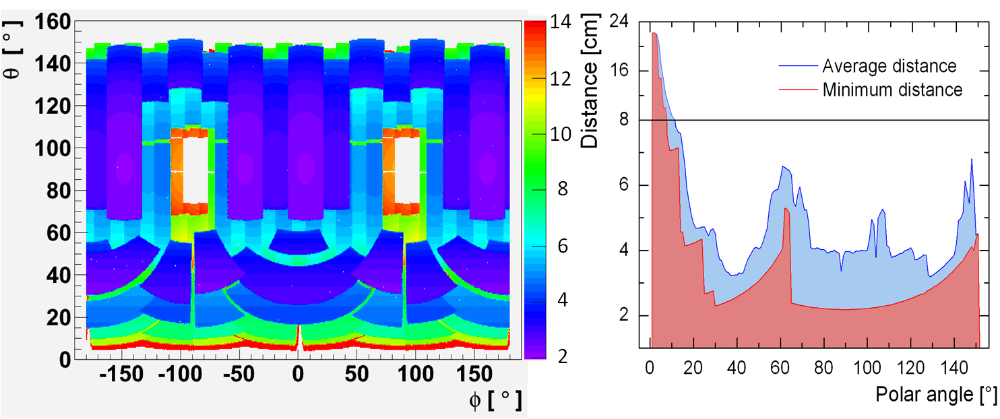 θ [ ° ]
160
140
120
100
80
60
40
20
0
-150 -100 -50 0 50 100 150
ϕ [ ° ]
14
12
10
8
6
4
2
Distance [cm]
24
16
8
6
4
2
Average distance
Minimum distance
0 20 40 60 80 100 120 140
Polar angle [°]